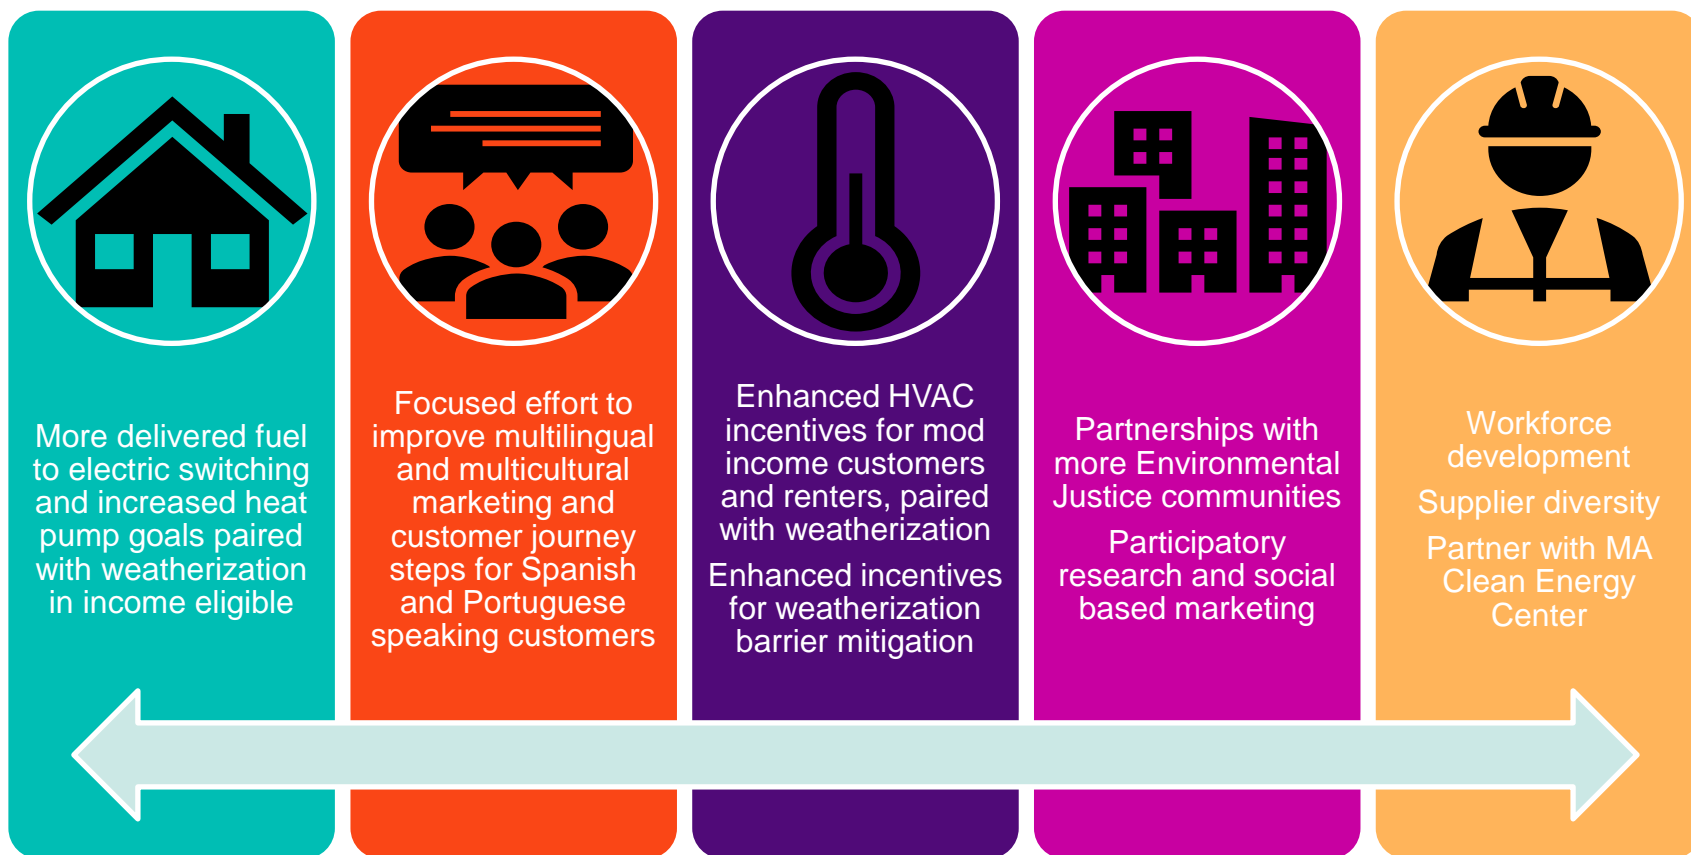 More delivered fuel
to electric switching
and increased heat
pump goals paired
with weatherization
in income eligible
Focused effort to
improve multilingual
and multicultural
marketing and
customer journey
steps for Spanish
and Portuguese
speaking customers
Enhanced HVAC
incentives for mod
income customers
and renters, paired
with weatherization
Enhanced incentives
for weatherization
barrier mitigation
Partnerships with
more Environmental
Justice communities
Participatory
research and social
based marketing
Workforce
development
Supplier diversity
Partner with MA
Clean Energy
Center